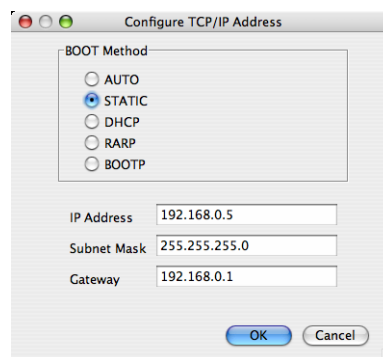 Configure TCP/IP Address
BOOT Method
AUTO
STATIC
DHCP
RARP
BOOTP
IP Address 192.168.0.5
Subnet Mask 255.255.255.0
Gateway 192.168.0.1
OK Cancel